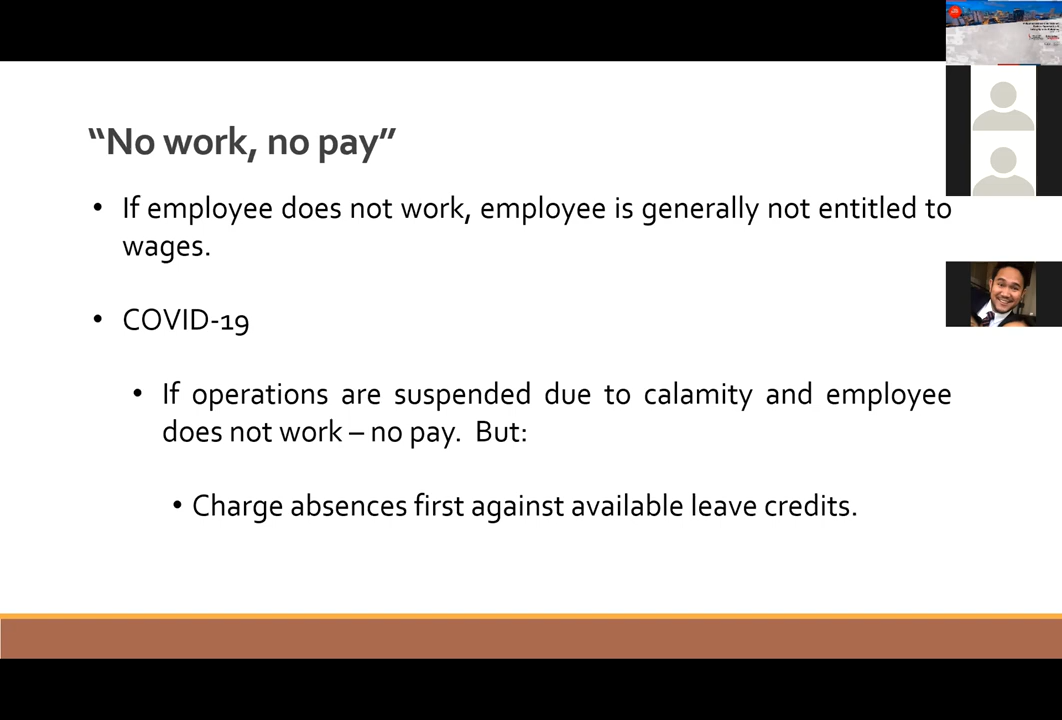 “No work, no pay”
• If employee does not work, employee is generally not entitled to
wages.
• COVID-19
• If operations are suspended due to calamity and employee
does not work – no pay. But:
• Charge absences first against available leave credits.